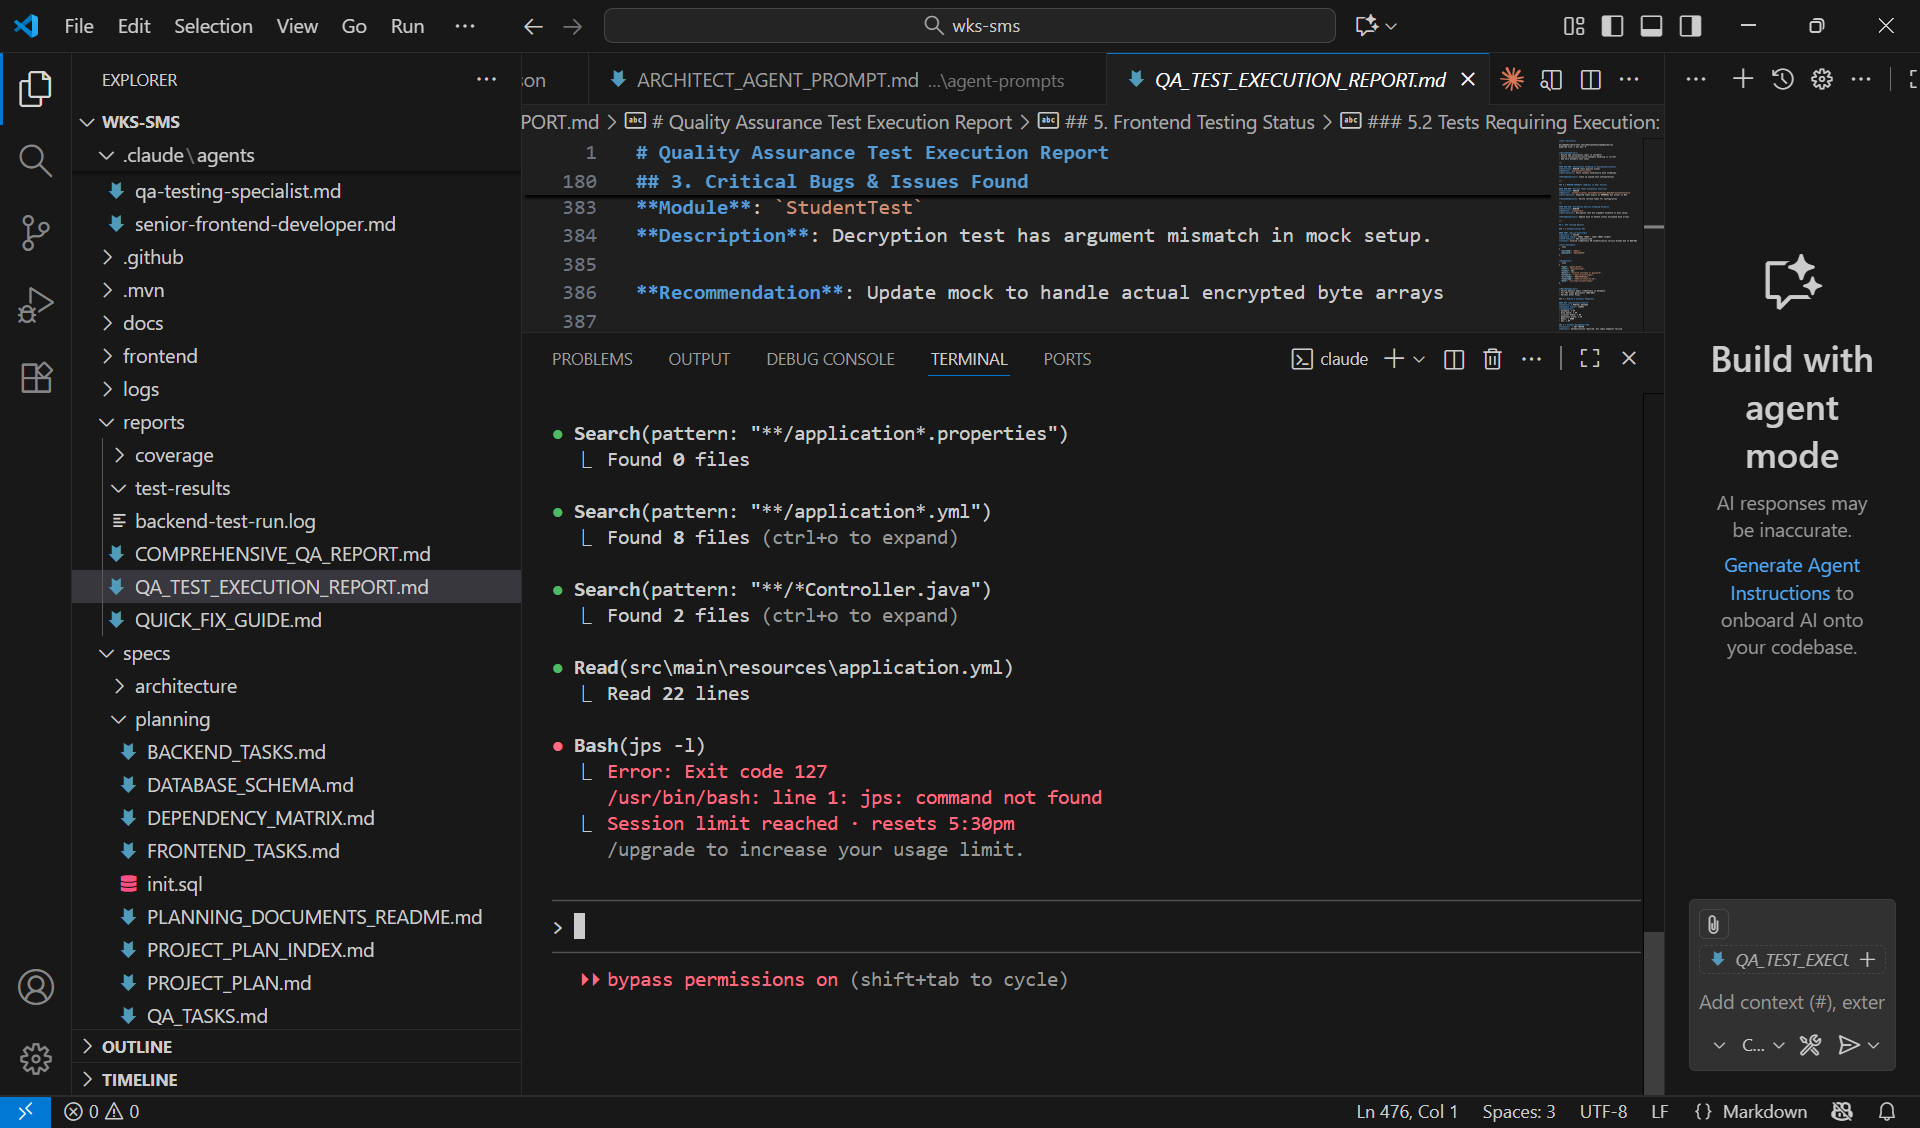 File Edit Selection View Go Run ...
wks-sms
EXPLORER
WKS-SMS
.claude\agents
qa-testing-specialist.md
senior-frontend-developer.md
.github
.mvn
docs
frontend
logs
reports
coverage
test-results
backend-test-run.log
COMPREHENSIVE_QA_REPORT.md
QA_TEST_EXECUTION_REPORT.md
QUICK_FIX_GUIDE.md
specs
architecture
planning
BACKEND_TASKS.md
DATABASE_SCHEMA.md
DEPENDENCY_MATRIX.md
FRONTEND_TASKS.md
init.sql
PLANNING_DOCUMENTS_README.md
PROJECT_PLAN_INDEX.md
PROJECT_PLAN.md
QA_TASKS.md
OUTLINE
TIMELINE
on ARCHITECT_AGENT_PROMPT.md ...\agent-prompts QA_TEST_EXECUTION_REPORT.md
PORT.md > # Quality Assurance Test Execution Report > ## 5. Frontend Testing Status > ### 5.2 Tests Requiring Execution:
1 # Quality Assurance Test Execution Report
180 ## 3. Critical Bugs & Issues Found
383 **Module**: `StudentTest`
384 **Description**: Decryption test has argument mismatch in mock setup.
385
386 **Recommendation**: Update mock to handle actual encrypted byte arrays
387
PROBLEMS OUTPUT DEBUG CONSOLE TERMINAL PORTS claude
Search(pattern: "**/application*.properties")
Found 0 files
Search(pattern: "**/application*.yml")
Found 8 files (ctrl+o to expand)
Search(pattern: "**/*Controller.java")
Found 2 files (ctrl+o to expand)
Read(src\main\resources\application.yml)
Read 22 lines
Bash(jps -l)
Error: Exit code 127
/usr/bin/bash: line 1: jps: command not found
Session limit reached · resets 5:30pm
/upgrade to increase your usage limit.
>
bypass permissions on (shift+tab to cycle)
Build with
agent
mode
AI responses may
be inaccurate.
Generate Agent
Instructions to
onboard AI onto
your codebase.
QA_TEST_EXECU
Add context (#), exter
C...
0 0
Ln 476, Col 1 Spaces: 3 UTF-8 LF {} Markdown